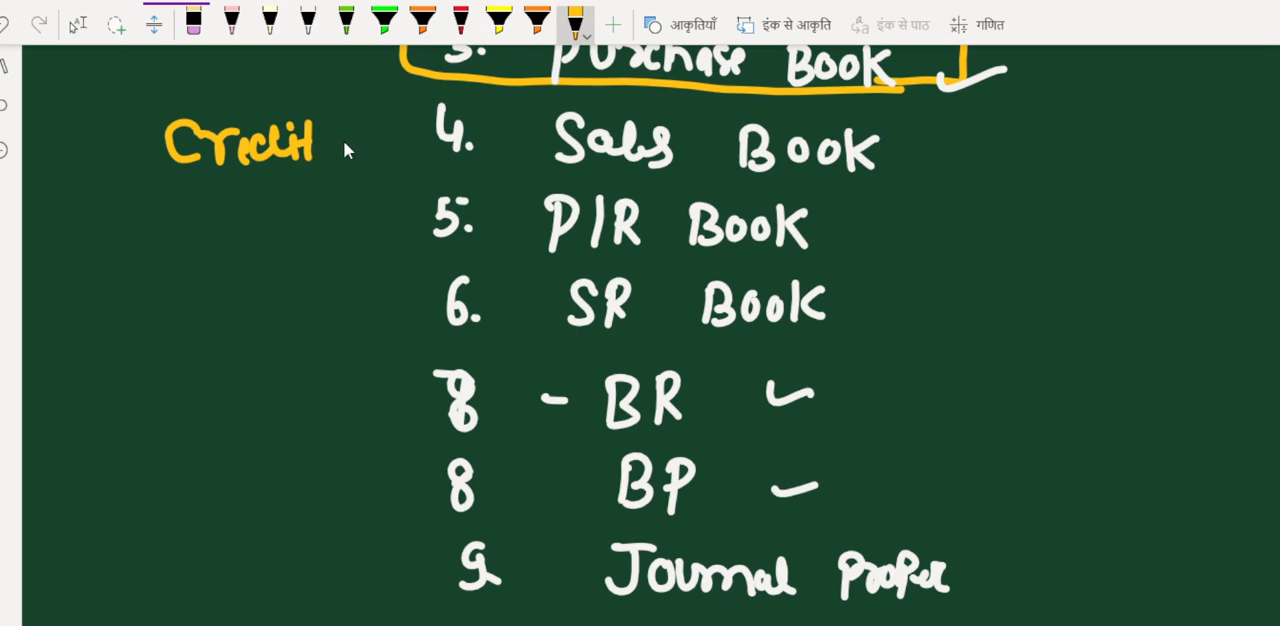 आकृतियाँ इंक से आकृति इंक से पाठ गणित
3. Purchase Book
Credit 4. Sales Book
5. P/R Book
6. SR Book
8 - BR
8 BP
9 Journal Proper